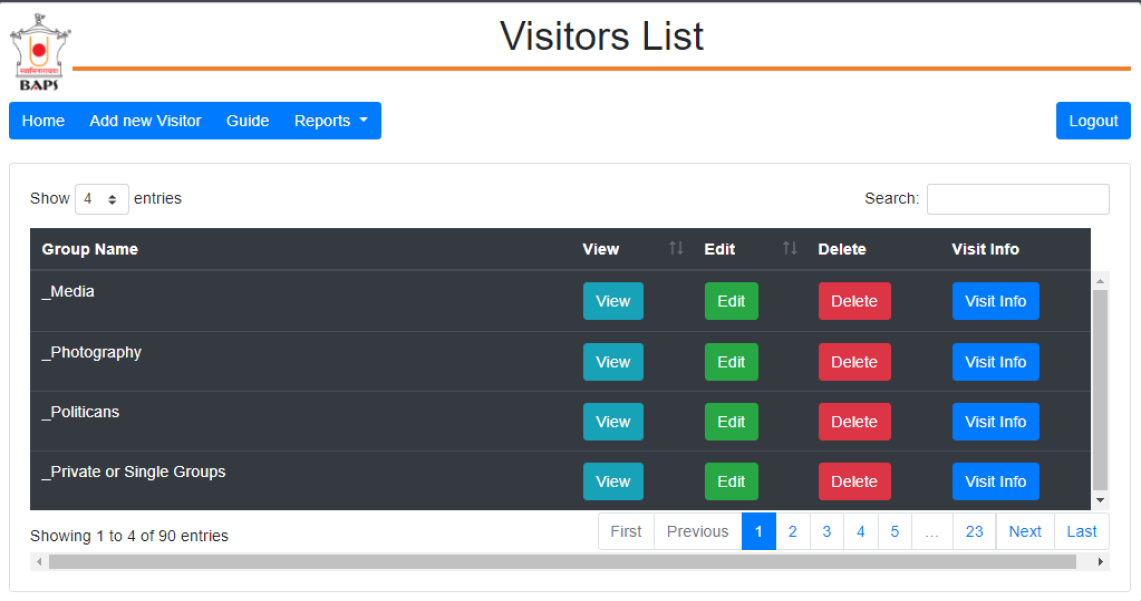 Visitors List
स्वामिनारायण
BAPS
Home Add new Visitor Guide Reports Logout
Show 4 entries Search:
Group Name View Edit Delete Visit Info
_Media View Edit Delete Visit Info
_Photography View Edit Delete Visit Info
_Politicans View Edit Delete Visit Info
_Private or Single Groups View Edit Delete Visit Info
Showing 1 to 4 of 90 entries First Previous 1 2 3 4 5 ... 23 Next Last